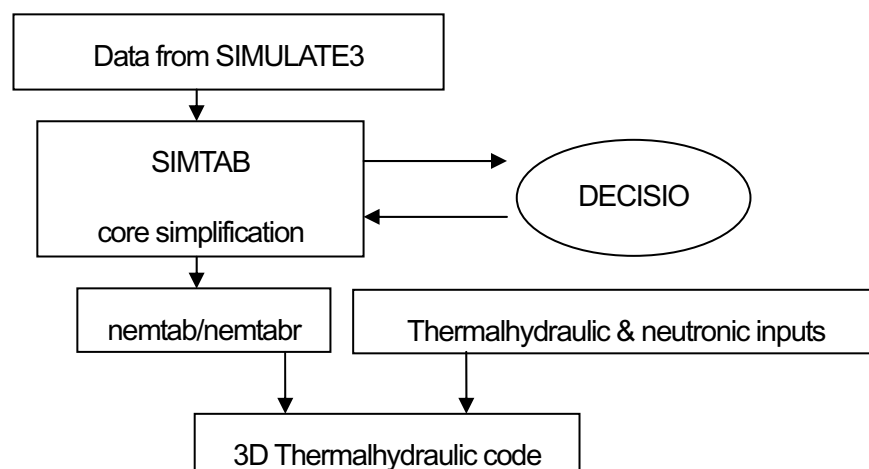 Data from SIMULATE3
SIMTAB
core simplification
DECISIO
nemtab/nemtabr
Thermalhydraulic & neutronic inputs
3D Thermalhydraulic code